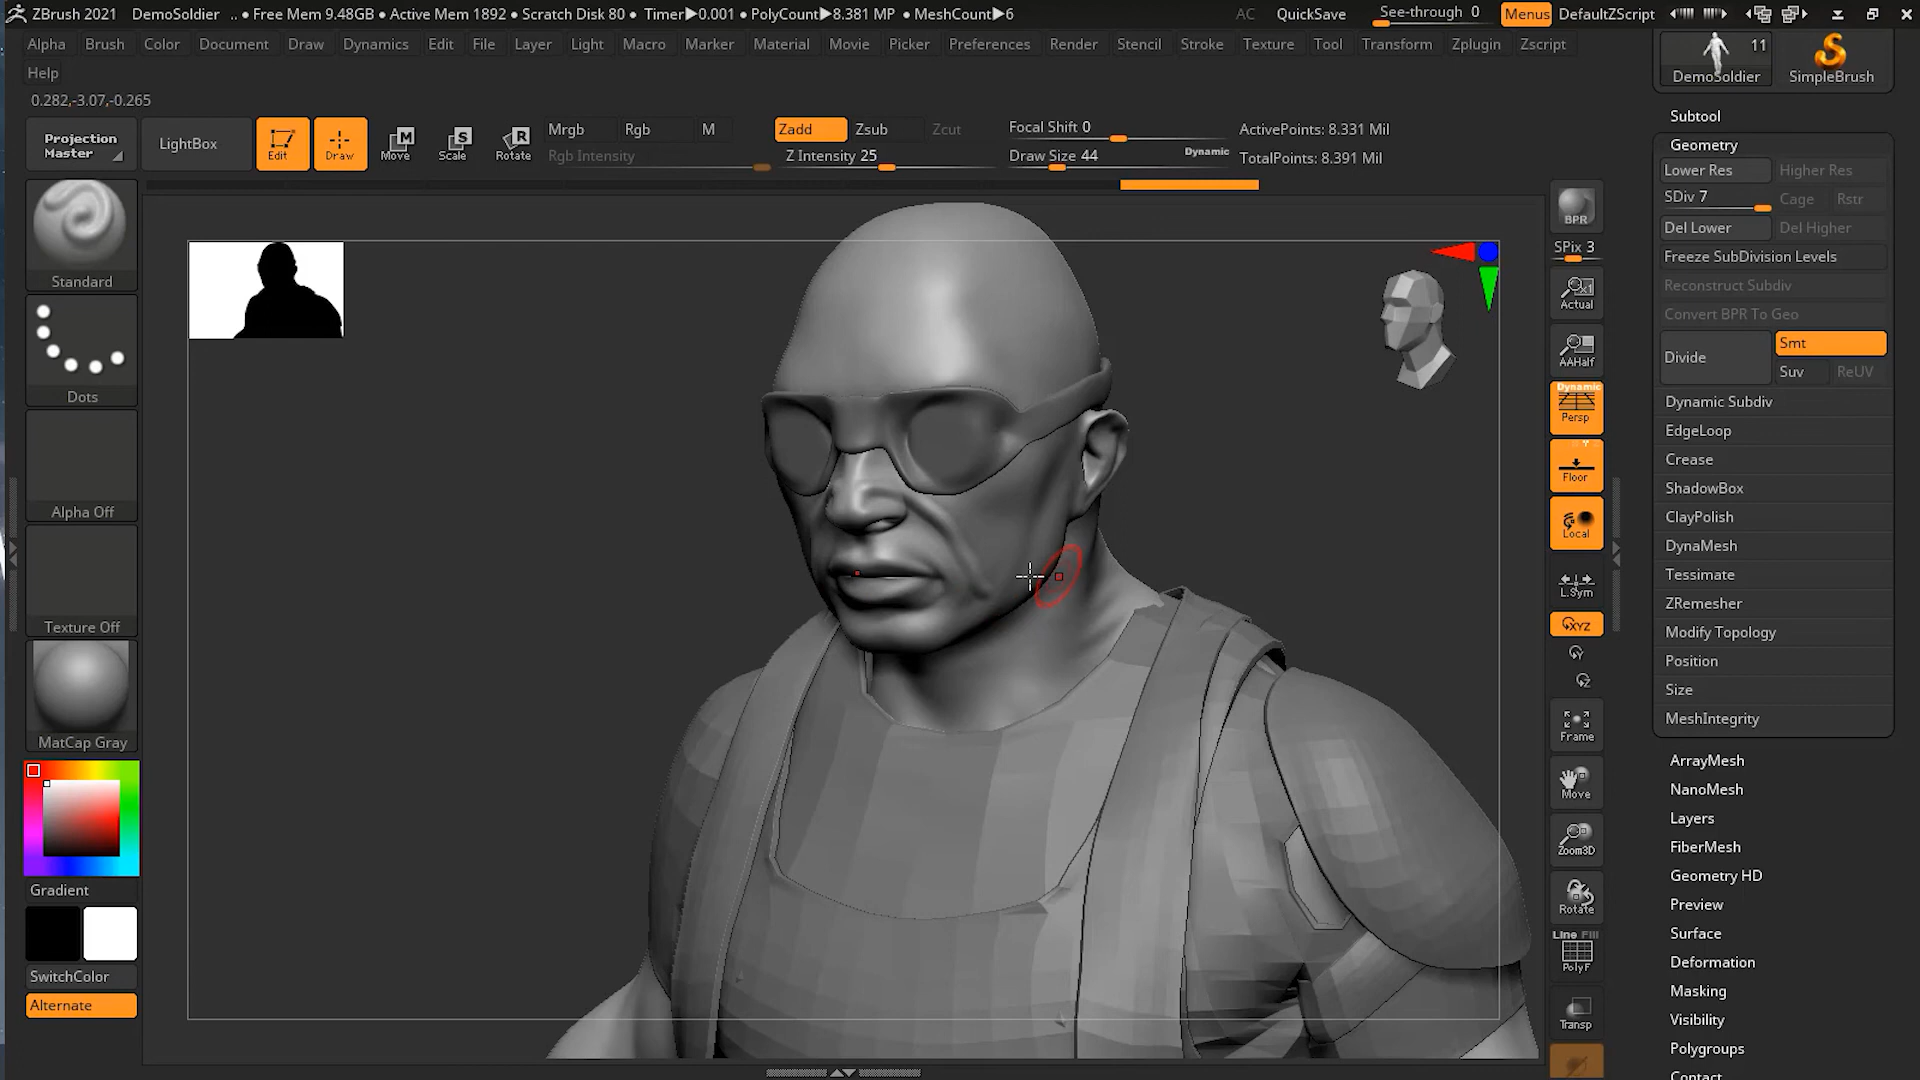 ZBrush 2021 DemoSoldier .. • Free Mem 9.48GB • Active Mem 1892 • Scratch Disk 80 • Timer▶0.001 • PolyCount▶8.381 MP • MeshCount▶6 AC QuickSave See-through 0 Menus DefaultZScript
Alpha Brush Color Document Draw Dynamics Edit File Layer Light Macro Marker Material Movie Picker Preferences Render Stencil Stroke Texture Tool Transform Zplugin Zscript
Help
0.282,-3.07,-0.265
Projection
Master
LightBox
Edit
Draw
M
Move
S
Scale
R
Rotate
Mrgb Rgb M
Rgb Intensity
Zadd Zsub Zcut
Z Intensity 25
Focal Shift 0
Draw Size 44
Dynamic
ActivePoints: 8.331 Mil
TotalPoints: 8.391 Mil
Standard
Dots
Alpha Off
Texture Off
MatCap Gray
Gradient
SwitchColor
Alternate
BPR
SPix 3
x1
Actual
AAHalf
Dynamic
Persp
Floor
Local
L.Sym
XYZ
Y
Z
Frame
Move
Zoom3D
Rotate
Line Fill
PolyF
Transp
11
DemoSoldier
SimpleBrush
Subtool
Geometry
Lower Res Higher Res
SDiv 7 Cage Rstr
Del Lower Del Higher
Freeze SubDivision Levels
Reconstruct Subdiv
Convert BPR To Geo
Divide
Smt
Suv ReUV
Dynamic Subdiv
EdgeLoop
Crease
ShadowBox
ClayPolish
DynaMesh
Tessimate
ZRemesher
Modify Topology
Position
Size
MeshIntegrity
ArrayMesh
NanoMesh
Layers
FiberMesh
Geometry HD
Preview
Surface
Deformation
Masking
Visibility
Polygroups
Contact